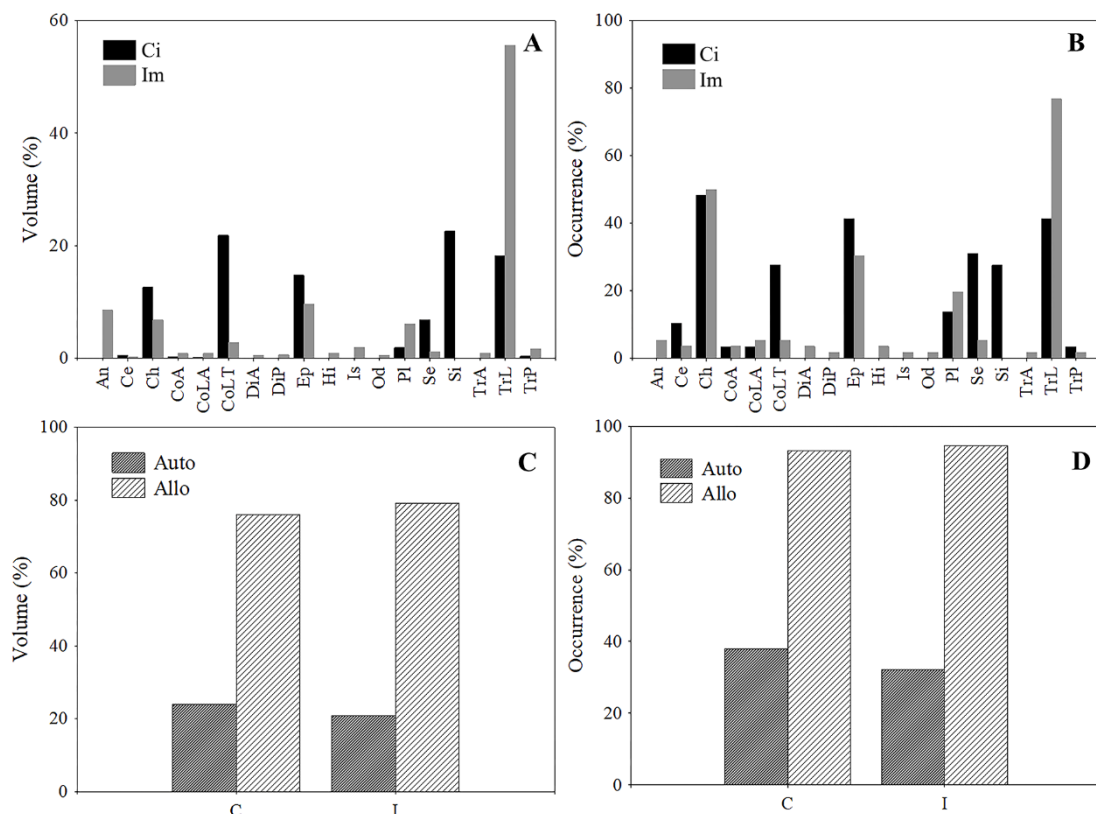 A
Ci
Im
Volume (%)
60
40
20
0
An Ce Ch CoA CoLA CoLT DiA DiP Ep Hi Is Od Pl Se Si TrA TrL TrP
B
Ci
Im
Occurrence (%)
100
80
60
40
20
0
An Ce Ch CoA CoLA CoLT DiA DiP Ep Hi Is Od Pl Se Si TrA TrL TrP
C
Auto
Allo
Volume (%)
100
80
60
40
20
0
C I
D
Auto
Allo
Occurrence (%)
100
80
60
40
20
0
C I